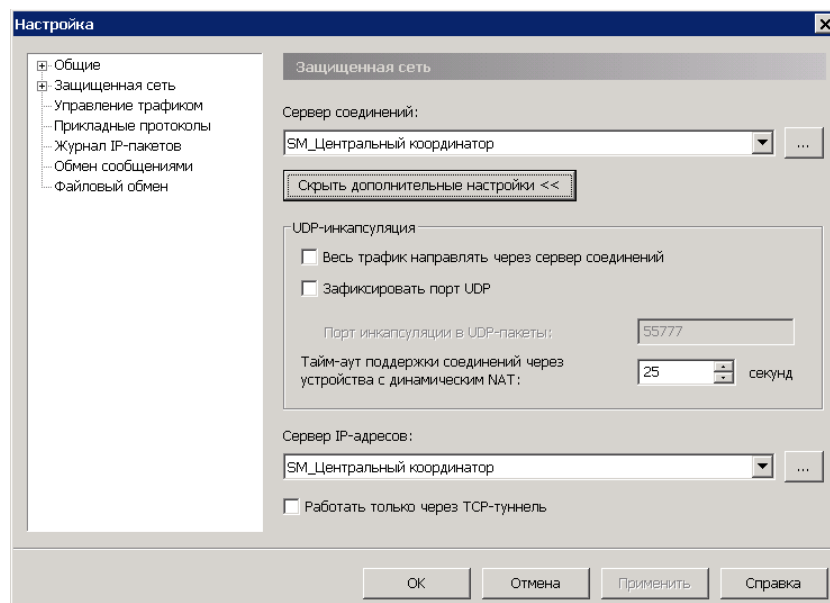 Настройка
Общие
Защищенная сеть
Управление трафиком
Прикладные протоколы
Журнал IP-пакетов
Обмен сообщениями
Файловый обмен
Защищенная сеть
Сервер соединений:
SM_Центральный координатор
...
Скрыть дополнительные настройки <<
UDP-инкапсуляция
Весь трафик направлять через сервер соединений
Зафиксировать порт UDP
Порт инкапсуляции в UDP-пакеты:
55777
Тайм-аут поддержки соединений через
устройства с динамическим NAT:
25
секунд
Сервер IP-адресов:
SM_Центральный координатор
...
Работать только через TCP-туннель
ОК
Отмена
Применить
Справка